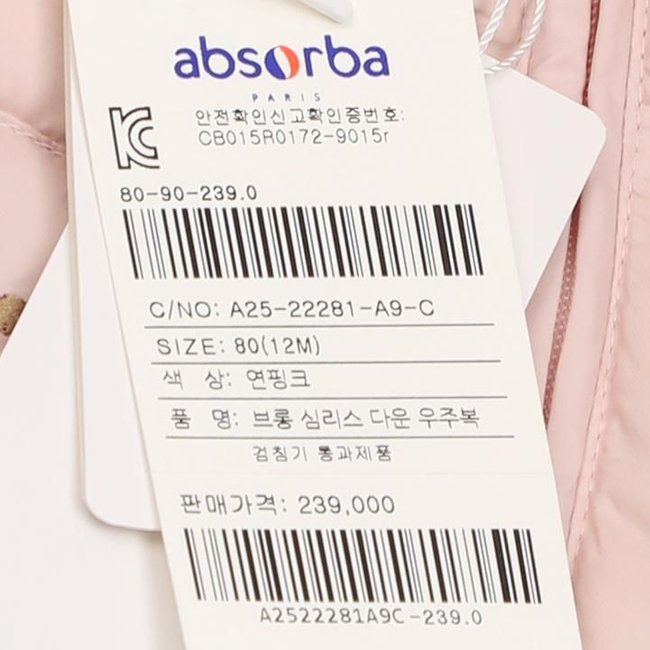 absorba
PARIS
안전확인신고확인증번호:
CB015R0172-9015r
80-90-239.0
C/NO: A25-22281-A9-C
SIZE: 80(12M)
색 상: 연핑크
품 명: 브롱 심리스 다운 우주복
검침기 통과제품
판매가격: 239,000
A2522281A9C-239.0